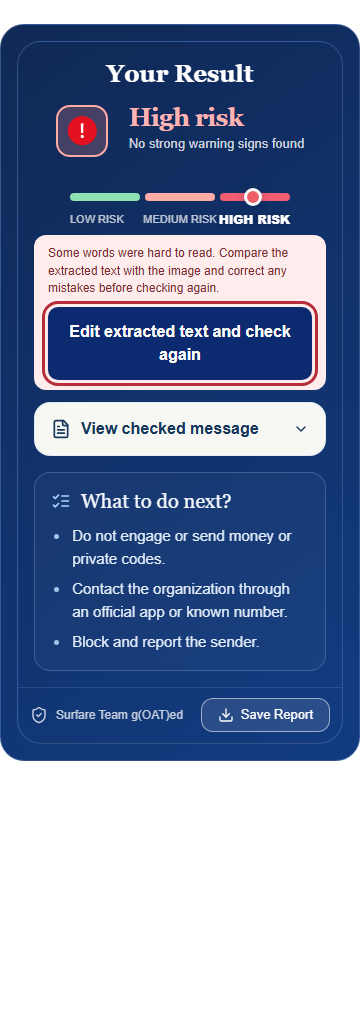 Your Result
High risk
No strong warning signs found
LOW RISK
MEDIUM RISK
HIGH RISK
Some words were hard to read. Compare the
extracted text with the image and correct any
mistakes before checking again.
Edit extracted text and check
again
View checked message
What to do next?
Do not engage or send money or
private codes.
Contact the organization through
an official app or known number.
Block and report the sender.
Surfare Team g(OAT)ed
Save Report